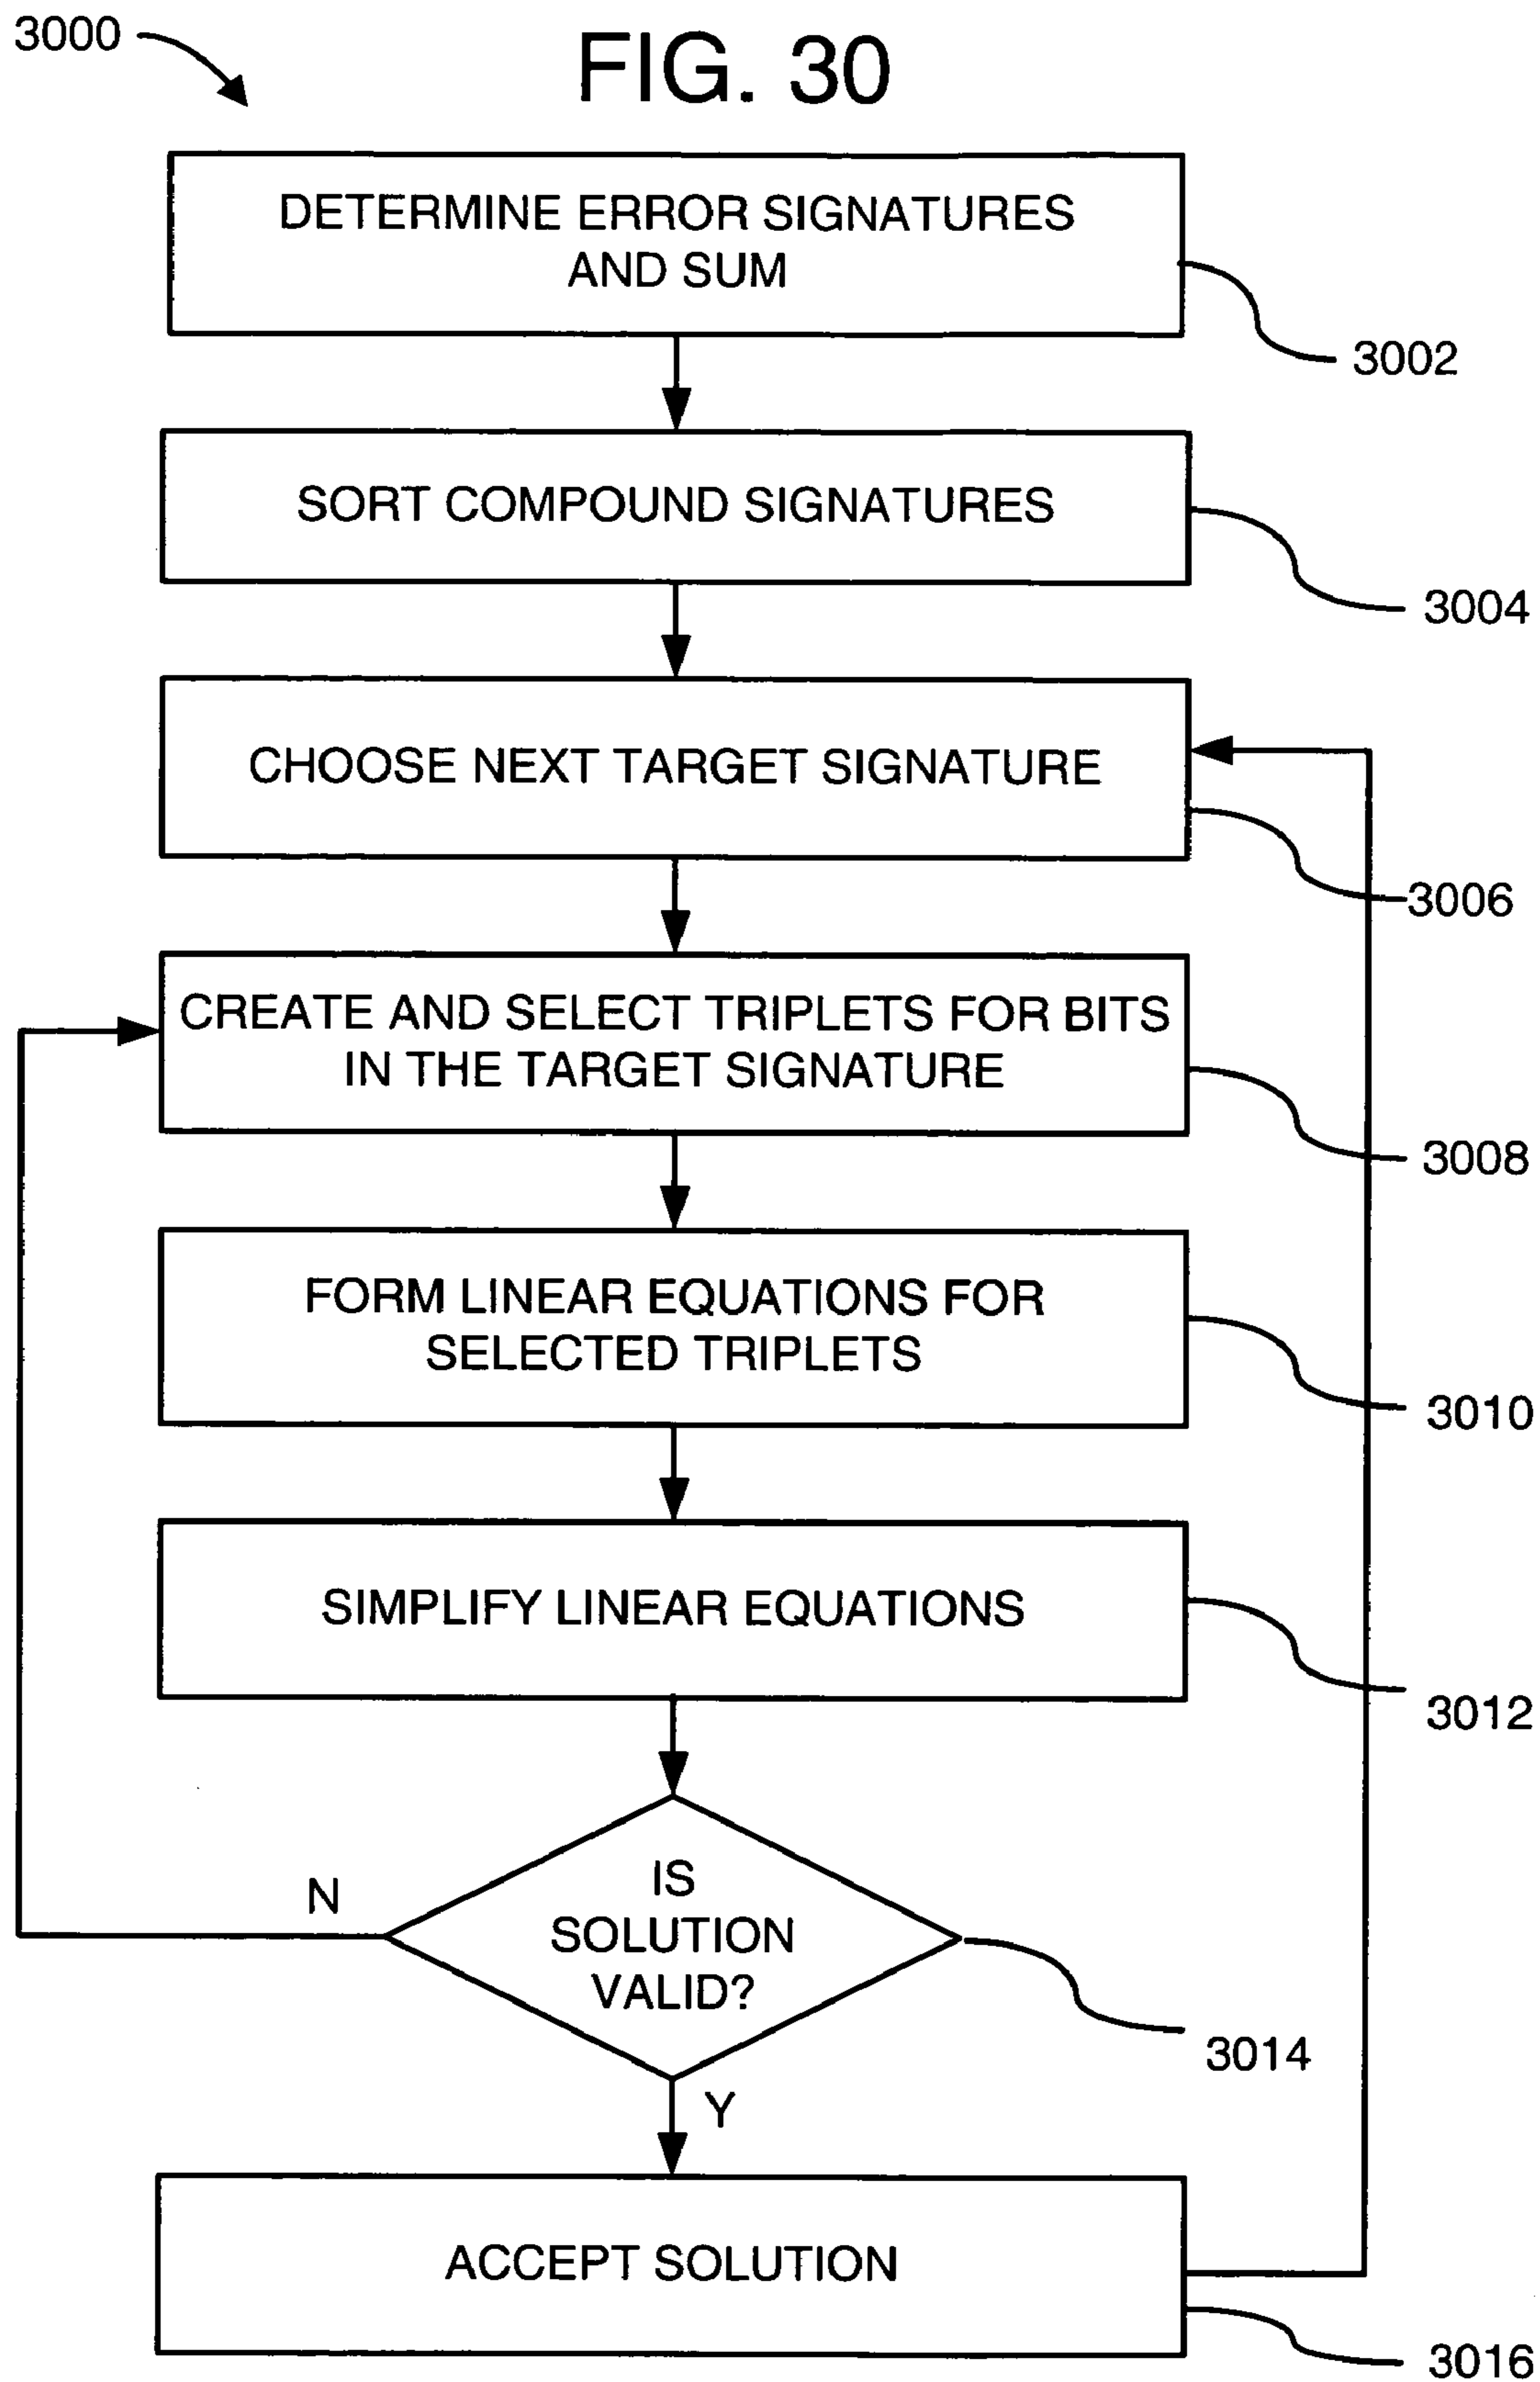 3000
FIG. 30
DETERMINE ERROR SIGNATURES
AND SUM
3002
SORT COMPOUND SIGNATURES
3004
CHOOSE NEXT TARGET SIGNATURE
3006
CREATE AND SELECT TRIPLETS FOR BITS
IN THE TARGET SIGNATURE
3008
FORM LINEAR EQUATIONS FOR
SELECTED TRIPLETS
3010
SIMPLIFY LINEAR EQUATIONS
3012
N
IS
SOLUTION
VALID?
3014
Y
ACCEPT SOLUTION
3016